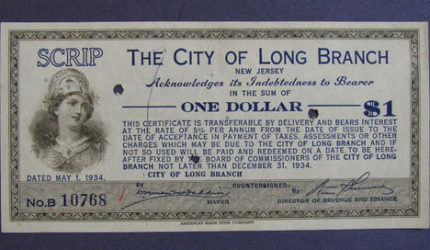 SCRIP
THE CITY OF LONG BRANCH
NEW JERSEY
Acknowledges its Indebtedness to Bearer
IN THE SUM OF
ONE DOLLAR $1
THIS CERTIFICATE IS TRANSFERABLE BY DELIVERY AND BEARS INTEREST
AT THE RATE OF 5% PER ANNUM FROM THE DATE OF ISSUE TO THE
DATE OF ACCEPTANCE IN PAYMENT OF TAXES, ASSESSMENTS OR OTHER
CHARGES WHICH MAY BE DUE TO THE CITY OF LONG BRANCH AND IF
NOT SO USED WILL BE PAID AND REDEEMED ON A DATE TO BE HERE-
AFTER FIXED BY THE BOARD OF COMMISSIONERS OF THE CITY OF LONG
BRANCH NOT LATER THAN DECEMBER 31, 1934.
DATED MAY 1, 1934.
CITY OF LONG BRANCH
No.B 10768
By
MAYOR
COUNTERSIGNED:
By
DIRECTOR OF REVENUE AND FINANCE
AMERICAN BANK NOTE COMPANY.